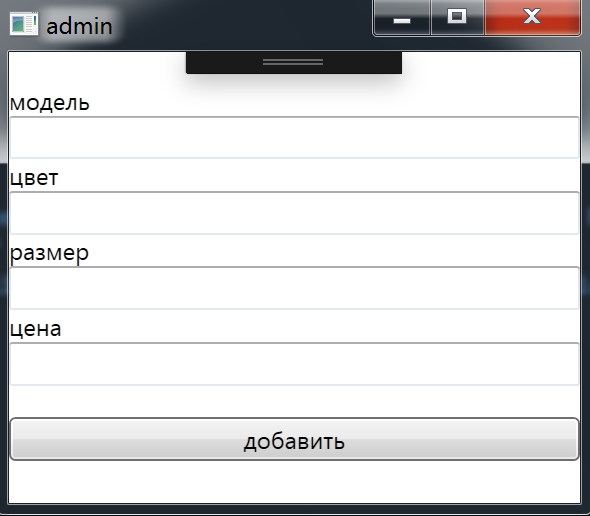 admin
модель
цвет
размер
цена
добавить